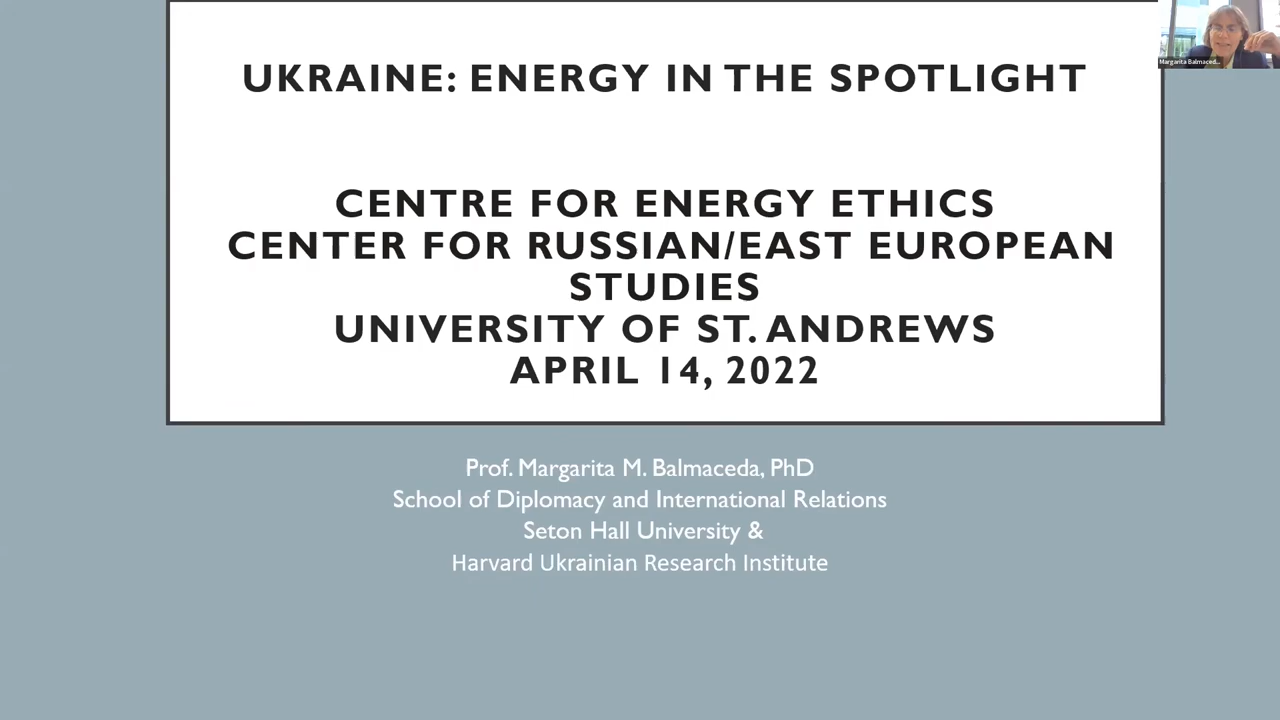 UKRAINE: ENERGY IN THE SPOTLIGHT
CENTRE FOR ENERGY ETHICS
CENTER FOR RUSSIAN/EAST EUROPEAN
STUDIES
UNIVERSITY OF ST. ANDREWS
APRIL 14, 2022
Prof. Margarita M. Balmaceda, PhD
School of Diplomacy and International Relations
Seton Hall University &
Harvard Ukrainian Research Institute
Margarita Balmaced...